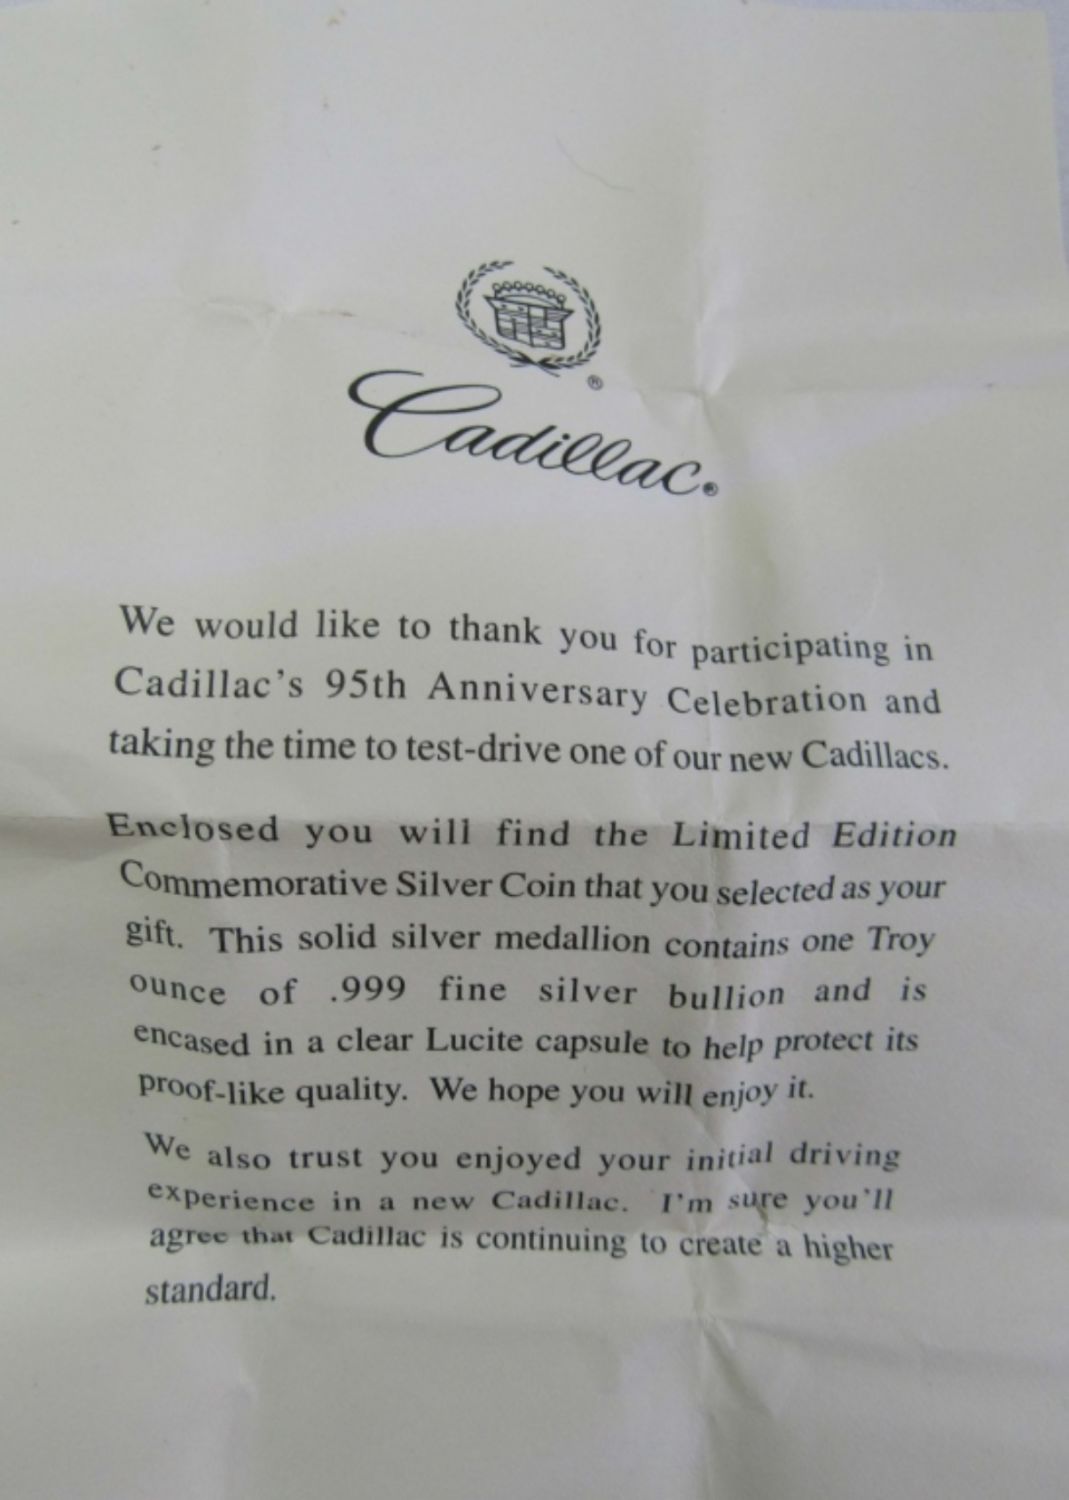 Cadillac®
We would like to thank you for participating in
Cadillac's 95th Anniversary Celebration and
taking the time to test-drive one of our new Cadillacs.
Enclosed you will find the Limited Edition
Commemorative Silver Coin that you selected as your
gift. This solid silver medallion contains one Troy
ounce of .999 fine silver bullion and is
encased in a clear Lucite capsule to help protect its
proof-like quality. We hope you will enjoy it.
We also trust you enjoyed your initial driving
experience in a new Cadillac. I'm sure you'll
agree that Cadillac is continuing to create a higher
standard.